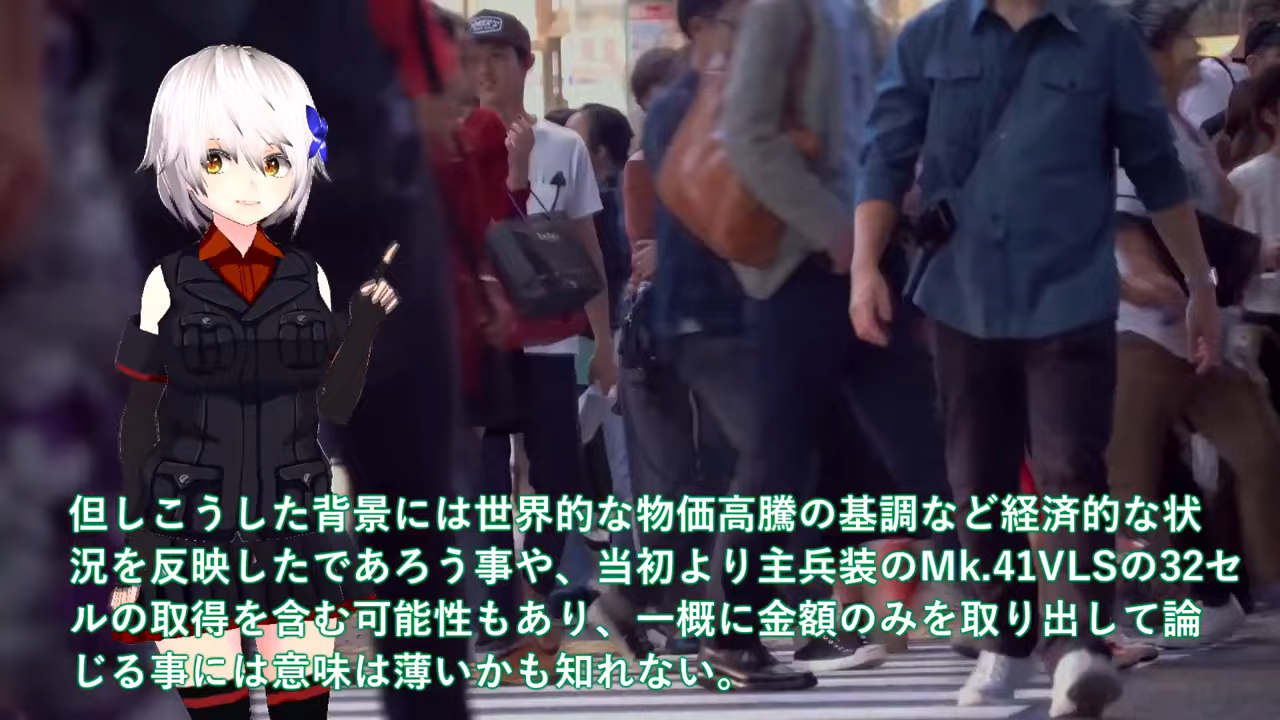 但しこうした背景には世界的な物価高騰の基調など経済的な状
況を反映したであろう事や、当初より主兵装のMk.41VLSの32セ
ルの取得を含む可能性もあり、一概に金額のみを取り出して論
じる事には意味は薄いかも知れない。